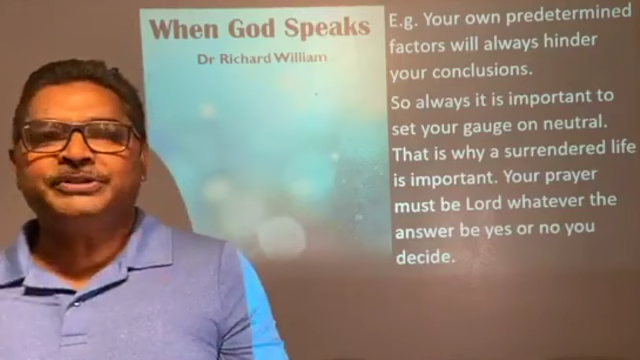 When God Speaks
Dr Richard William
E.g. Your own predetermined
factors will always hinder
your conclusions.
So always it is important to
set your gauge on neutral.
That is why a surrendered life
is important. Your prayer
must be Lord whatever the
answer be yes or no you
decide.